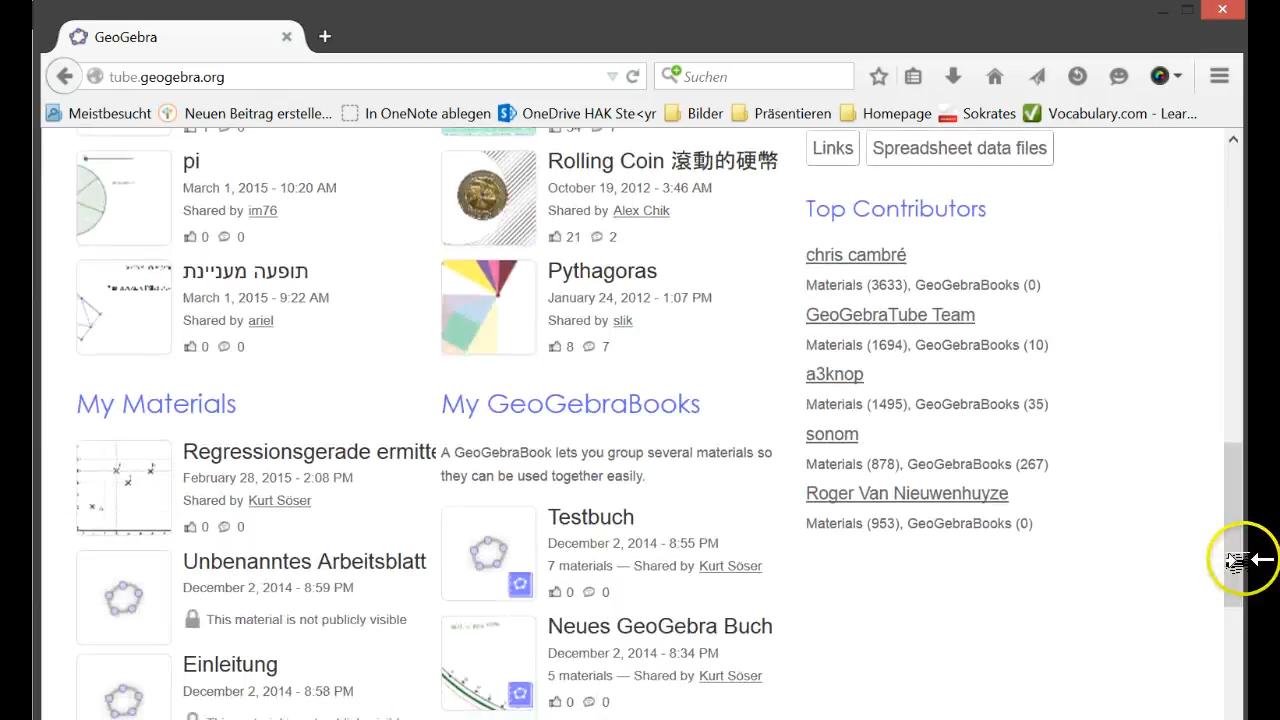 GeoGebra
tube.geogebra.org
Suchen
Meistbesucht
Neuen Beitrag erstelle...
In OneNote ablegen
OneDrive HAK Ste<yr
Bilder
Präsentieren
Homepage
Sokrates
Vocabulary.com - Lear...
pi
March 1, 2015 - 10:20 AM
Shared by im76
0 0
תופעה מעניינת
March 1, 2015 - 9:22 AM
Shared by ariel
0 0
Rolling Coin 滾動的硬幣
October 19, 2012 - 3:46 AM
Shared by Alex Chik
21 2
Pythagoras
January 24, 2012 - 1:07 PM
Shared by slik
8 7
My Materials
Regressionsgerade ermitte
February 28, 2015 - 2:08 PM
Shared by Kurt Söser
0 0
Unbenanntes Arbeitsblatt
December 2, 2014 - 8:59 PM
This material is not publicly visible
Einleitung
December 2, 2014 - 8:58 PM
My GeoGebraBooks
A GeoGebraBook lets you group several materials so
they can be used together easily.
Testbuch
December 2, 2014 - 8:55 PM
7 materials — Shared by Kurt Söser
0 0
Neues GeoGebra Buch
December 2, 2014 - 8:34 PM
5 materials — Shared by Kurt Söser
0 0
Links
Spreadsheet data files
Top Contributors
chris cambré
Materials (3633), GeoGebraBooks (0)
GeoGebraTube Team
Materials (1694), GeoGebraBooks (10)
a3knop
Materials (1495), GeoGebraBooks (35)
sonom
Materials (878), GeoGebraBooks (267)
Roger Van Nieuwenhuyze
Materials (953), GeoGebraBooks (0)